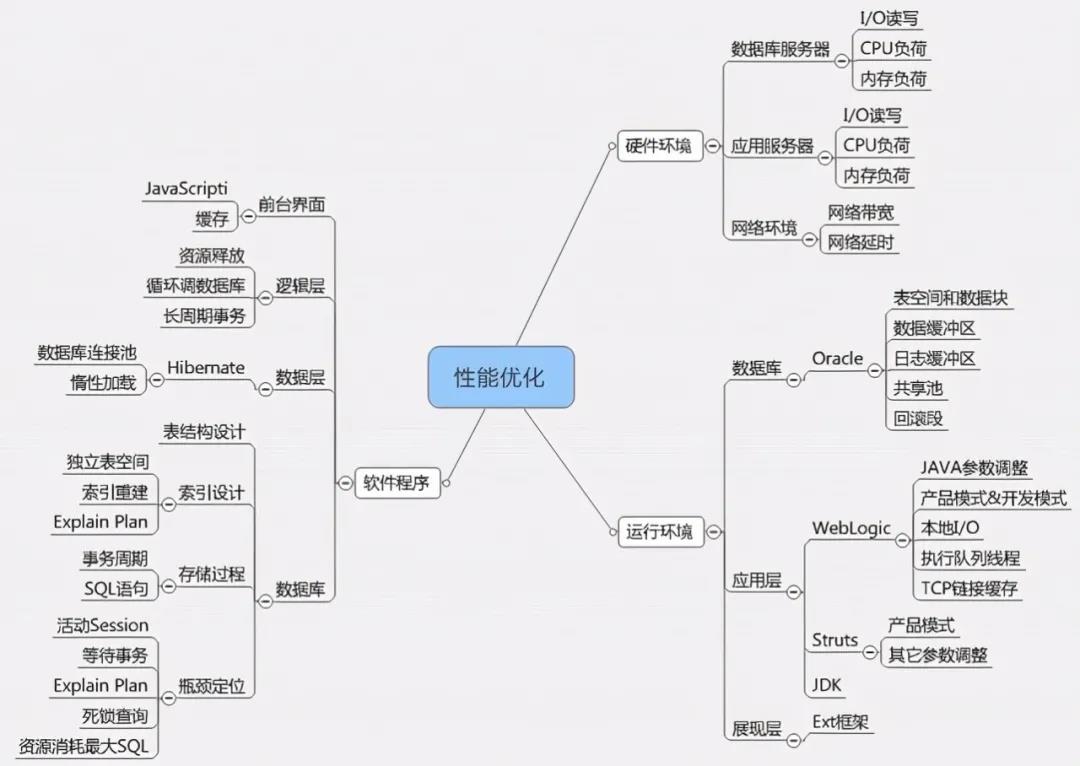 性能优化
硬件环境
数据库服务器
I/O读写
CPU负荷
内存负荷
应用服务器
I/O读写
CPU负荷
内存负荷
网络环境
网络带宽
网络延时
运行环境
数据库
Oracle
表空间和数据块
数据缓冲区
日志缓冲区
共享池
回滚段
应用层
WebLogic
JAVA参数调整
产品模式&开发模式
本地I/O
执行队列线程
TCP链接缓存
Struts
产品模式
其它参数调整
JDK
展现层
Ext框架
软件程序
前台界面
JavaScripti
缓存
逻辑层
资源释放
循环调数据库
长周期事务
数据层
Hibernate
数据库连接池
惰性加载
数据库
表结构设计
索引设计
独立表空间
索引重建
Explain Plan
存储过程
事务周期
SQL语句
瓶颈定位
活动Session
等待事务
Explain Plan
死锁查询
资源消耗最大SQL